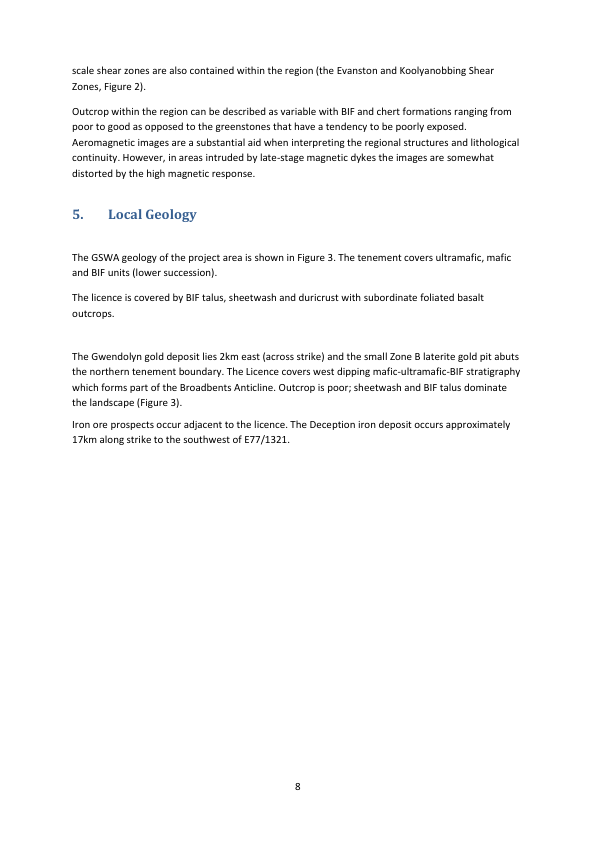 scale shear zones are also contained within the region (the Evanston and Koolyanobbing Shear
Zones, Figure 2).
Outcrop within the region can be described as variable with BIF and chert formations ranging from
poor to good as opposed to the greenstones that have a tendency to be poorly exposed.
Aeromagnetic images are a substantial aid when interpreting the regional structures and lithological
continuity. However, in areas intruded by late-stage magnetic dykes the images are somewhat
distorted by the high magnetic response.
5. Local Geology
The GSWA geology of the project area is shown in Figure 3. The tenement covers ultramafic, mafic
and BIF units (lower succession).
The licence is covered by BIF talus, sheetwash and duricrust with subordinate foliated basalt
outcrops.
The Gwendolyn gold deposit lies 2km east (across strike) and the small Zone B laterite gold pit abuts
the northern tenement boundary. The Licence covers west dipping mafic-ultramafic-BIF stratigraphy
which forms part of the Broadbents Anticline. Outcrop is poor; sheetwash and BIF talus dominate
the landscape (Figure 3).
Iron ore prospects occur adjacent to the licence. The Deception iron deposit occurs approximately
17km along strike to the southwest of E77/1321.
8